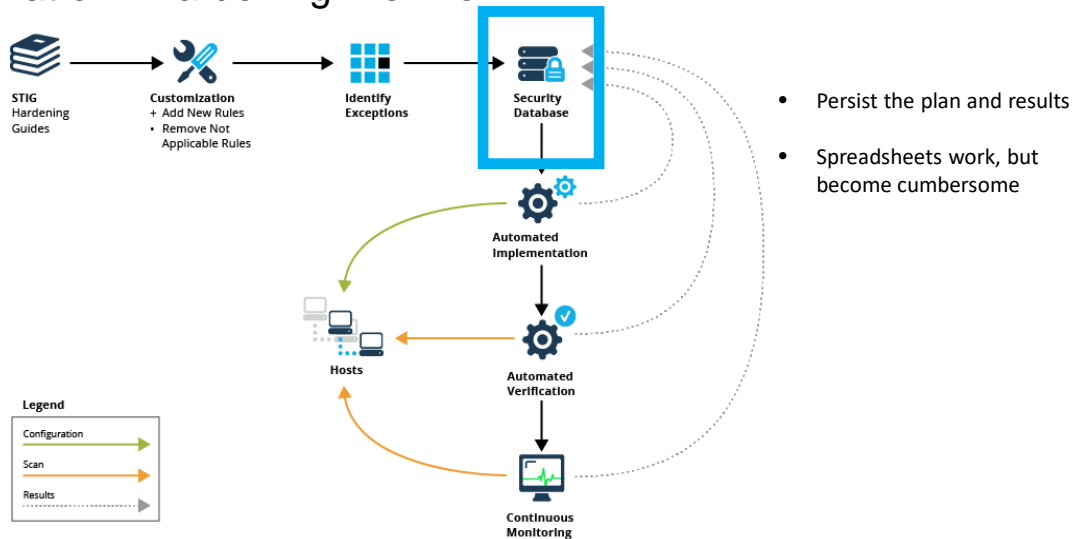 STIG
Hardening
Guides
Customization
+ Add New Rules
• Remove Not
Applicable Rules
Identify
Exceptions
Security
Database
• Persist the plan and results
• Spreadsheets work, but
become cumbersome
Automated
Implementation
Hosts
Automated
Verification
Legend
Configuration
Scan
Results
Continuous
Monitoring